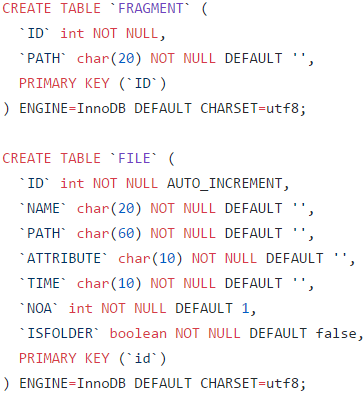 CREATE TABLE `FRAGMENT` (
  `ID` int NOT NULL,
  `PATH` char(20) NOT NULL DEFAULT '',
  PRIMARY KEY (`ID`)
) ENGINE=InnoDB DEFAULT CHARSET=utf8;

CREATE TABLE `FILE` (
  `ID` int NOT NULL AUTO_INCREMENT,
  `NAME` char(20) NOT NULL DEFAULT '',
  `PATH` char(60) NOT NULL DEFAULT '',
  `ATTRIBUTE` char(10) NOT NULL DEFAULT '',
  `TIME` char(10) NOT NULL DEFAULT '',
  `NOA` int NOT NULL DEFAULT 1,
  `ISFOLDER` boolean NOT NULL DEFAULT false,
  PRIMARY KEY (`id`)
) ENGINE=InnoDB DEFAULT CHARSET=utf8;